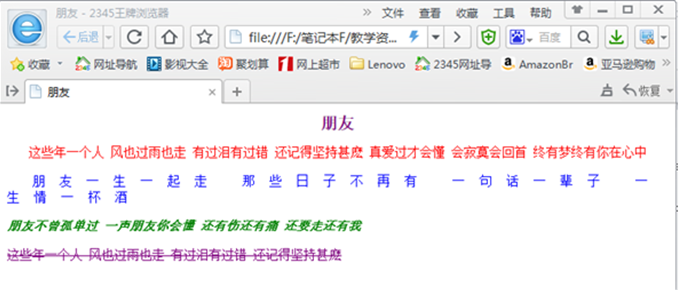 朋友 - 2345王牌浏览器 » 文件 查看 收藏 工具 帮助
后退 file:///F:/笔记本F/教学资... 百度
收藏 网址导航 影视大全 聚划算 网上超市 Lenovo 2345网址导 AmazonBr 亚马逊购物 »
朋友 × + 恢复
朋友
这些年一个人 风也过雨也走 有过泪有过错 还记得坚持甚麽 真爱过才会懂 会寂寞会回首 终有梦终有你在心中
朋 友 一 生 一 起 走 那 些 日 子 不 再 有 一 句 话 一 辈 子 一
生 情 一 杯 酒
朋友不曾孤单过 一声朋友你会懂 还有伤还有痛 还要走还有我
这些年一个人 风也过雨也走 有过泪有过错 还记得坚持甚麽